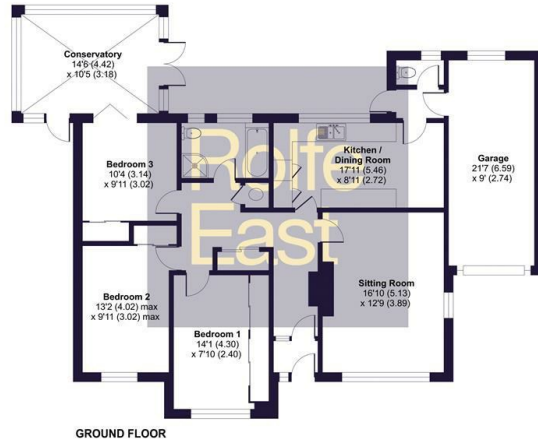 Conservatory
14'6 (4.42)
x 10'5 (3.18)
Bedroom 3
10'4 (3.14)
x 9'11 (3.02)
Kitchen /
Dining Room
17'11 (5.46)
x 8'11 (2.72)
Garage
21'7 (6.59)
x 9' (2.74)
Rolfe
East
Bedroom 2
13'2 (4.02) max
x 9'11 (3.02) max
Bedroom 1
14'1 (4.30)
x 7'10 (2.40)
Sitting Room
16'10 (5.13)
x 12'9 (3.89)
GROUND FLOOR